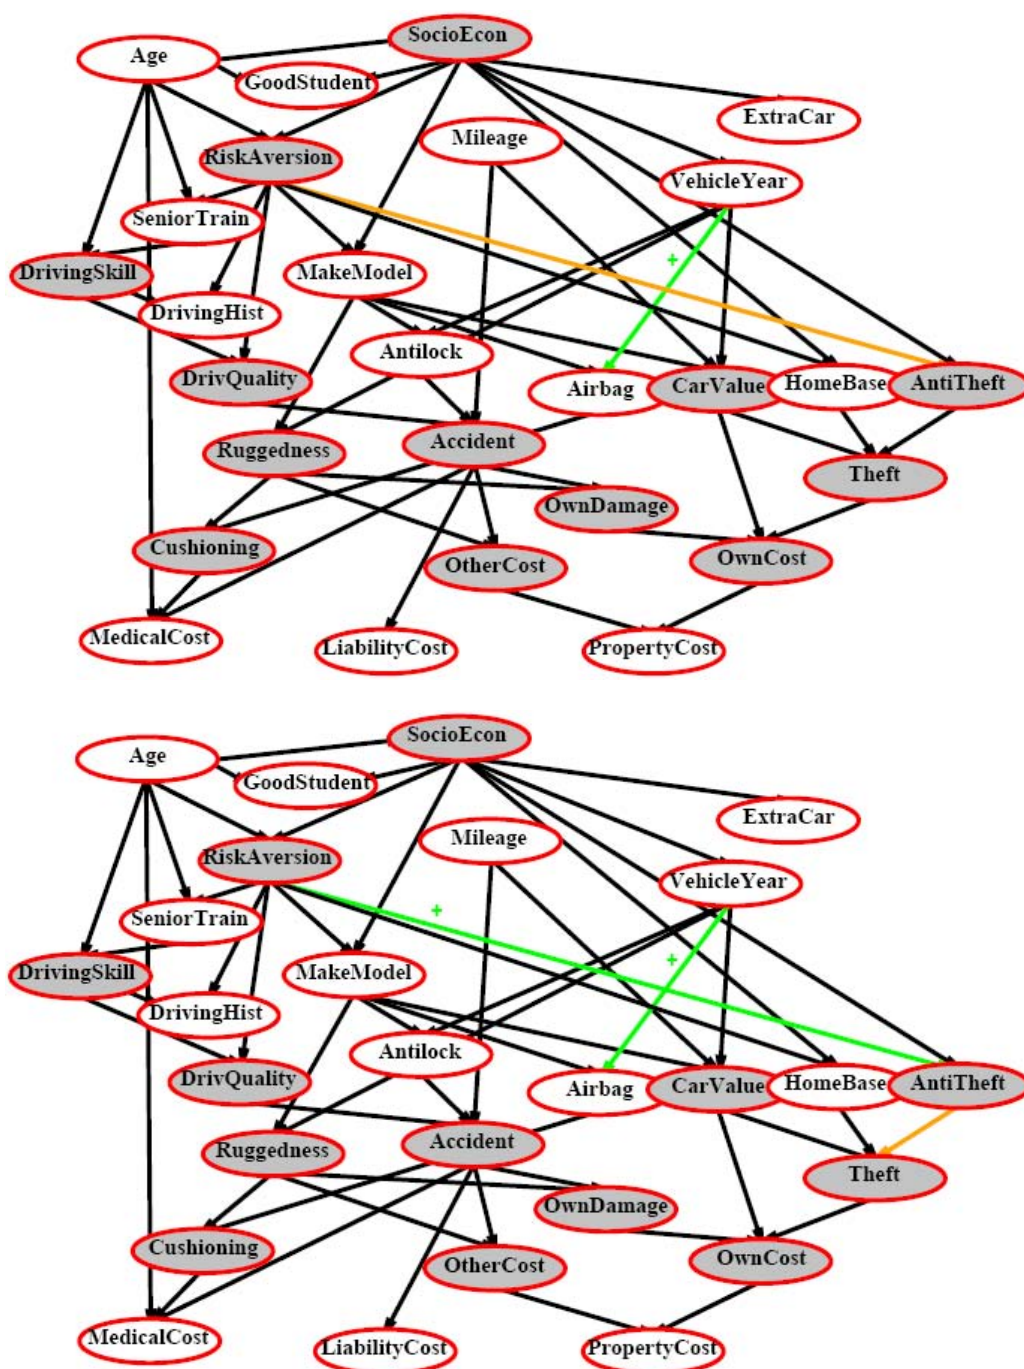 SocioEcon
Age
GoodStudent
ExtraCar
Mileage
RiskAversion
VehicleYear
SeniorTrain
DrivingSkill
MakeModel
DrivingHist
Antilock
DrivQuality
Airbag
CarValue
HomeBase
AntiTheft
+
Ruggedness
Accident
Theft
OwnDamage
Cushioning
OtherCost
OwnCost
MedicalCost
LiabilityCost
PropertyCost
SocioEcon
Age
GoodStudent
ExtraCar
Mileage
RiskAversion
VehicleYear
+
SeniorTrain
DrivingSkill
MakeModel
+
DrivingHist
Antilock
DrivQuality
Airbag
CarValue
HomeBase
AntiTheft
Ruggedness
Accident
Theft
OwnDamage
Cushioning
OtherCost
OwnCost
MedicalCost
LiabilityCost
PropertyCost